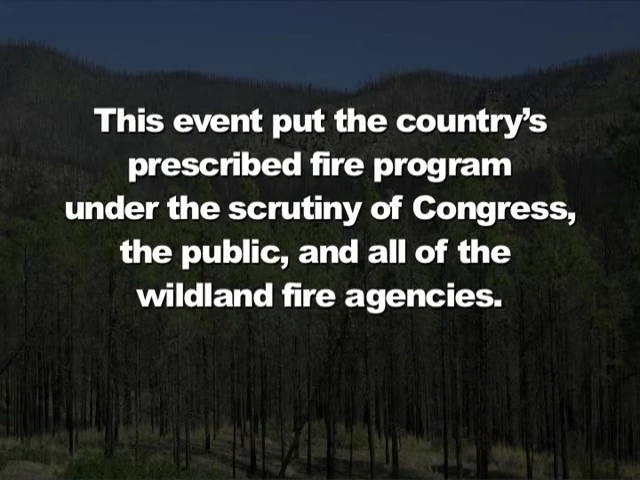 This event put the country’s
prescribed fire program
under the scrutiny of Congress,
the public, and all of the
wildland fire agencies.